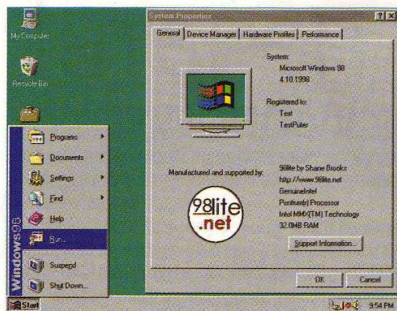 My Computer
Recycle Bin
Programs
Documents
Settings
Find
Help
Run...
Suspend
Shut Down...
Windows98
Start
System Properties
General
Device Manager
Hardware Profiles
Performance
System:
Microsoft Windows 98
4.10.1998
Registered to:
Test
TestPuter
Manufactured and supported by:
98lite
.net
98lite by Shane Brooks
http://www.98lite.net
GenuineIntel
Pentium(r) Processor
Intel MMX(TM) Technology
32.0MB RAM
Support Information...
OK
Cancel
9:54 PM